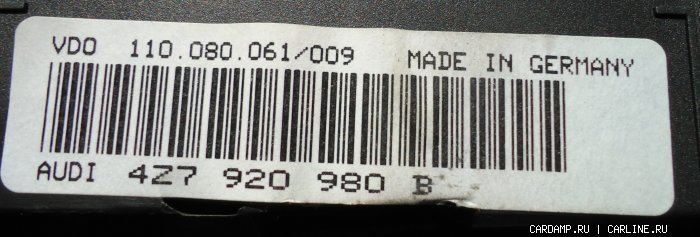 VDO 110.080.061/009 MADE IN GERMANY
AUDI 4Z7 920 980 B
CARDAMP.RU | CARLINE.RU